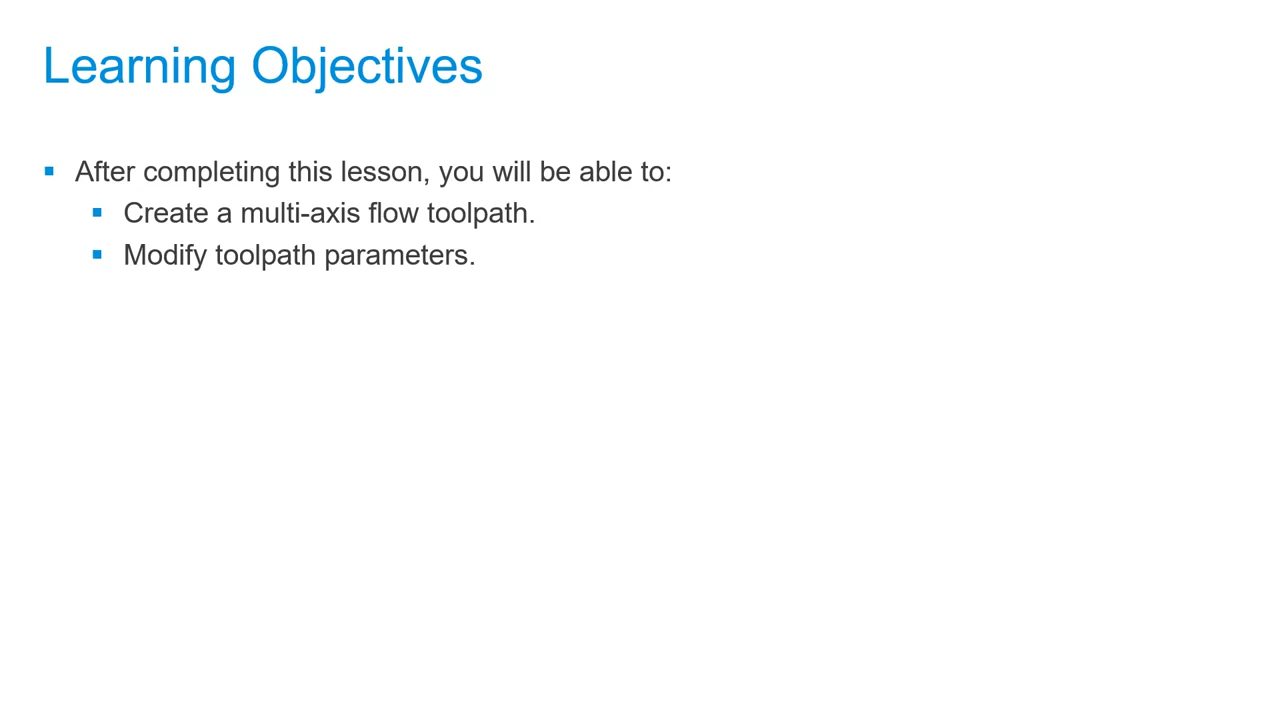 Learning Objectives
After completing this lesson, you will be able to:
Create a multi-axis flow toolpath.
Modify toolpath parameters.